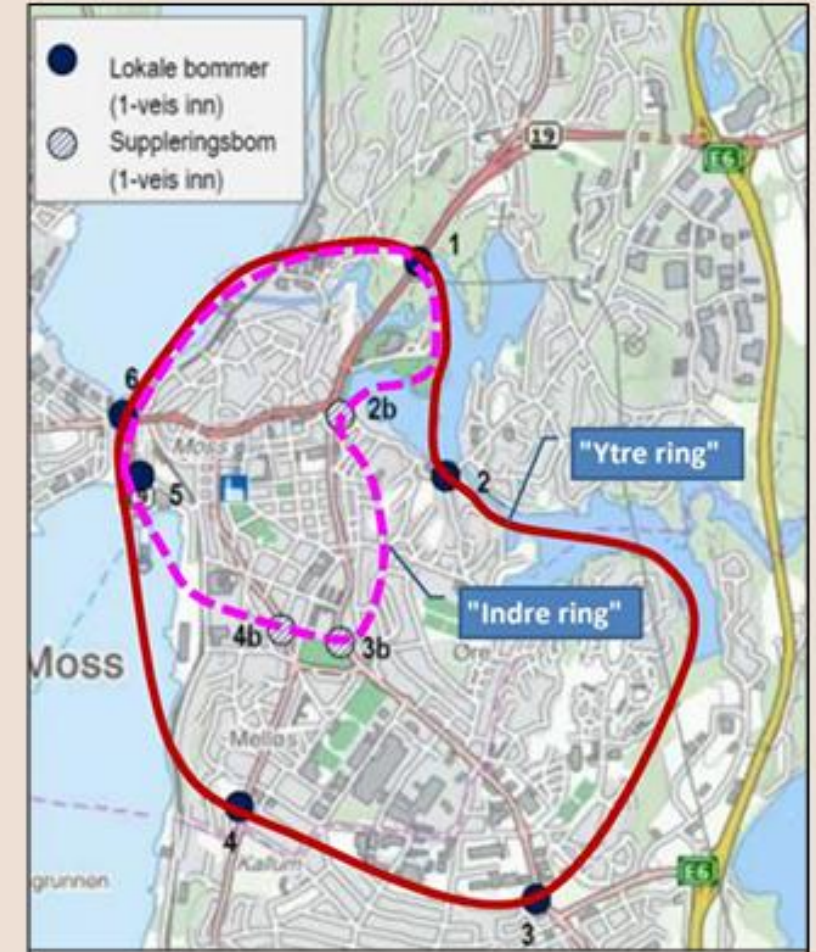 Lokale bommer
(1-veis inn)
Suppleringsbom
(1-veis inn)
19
E6
1
6
2b
Moss
"Ytre ring"
5
2
"Indre ring"
4b
3b
Moss
Melløs
4
Kallum
E6
grunnen
3